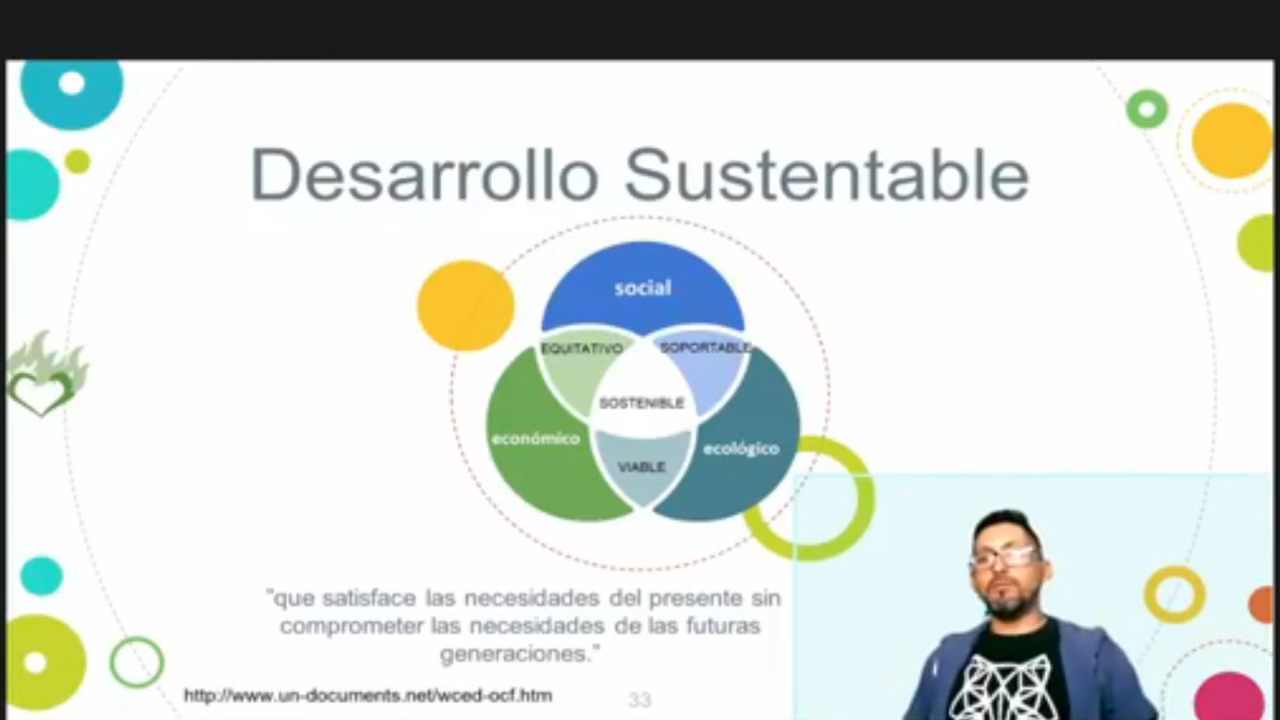 Desarrollo Sustentable
social
EQUITATIVO
SOPORTABLE
SOSTENIBLE
económico
ecológico
VIABLE
"que satisface las necesidades del presente sin
comprometer las necesidades de las futuras
generaciones."
http://www.un-documents.net/wced-ocf.htm
33